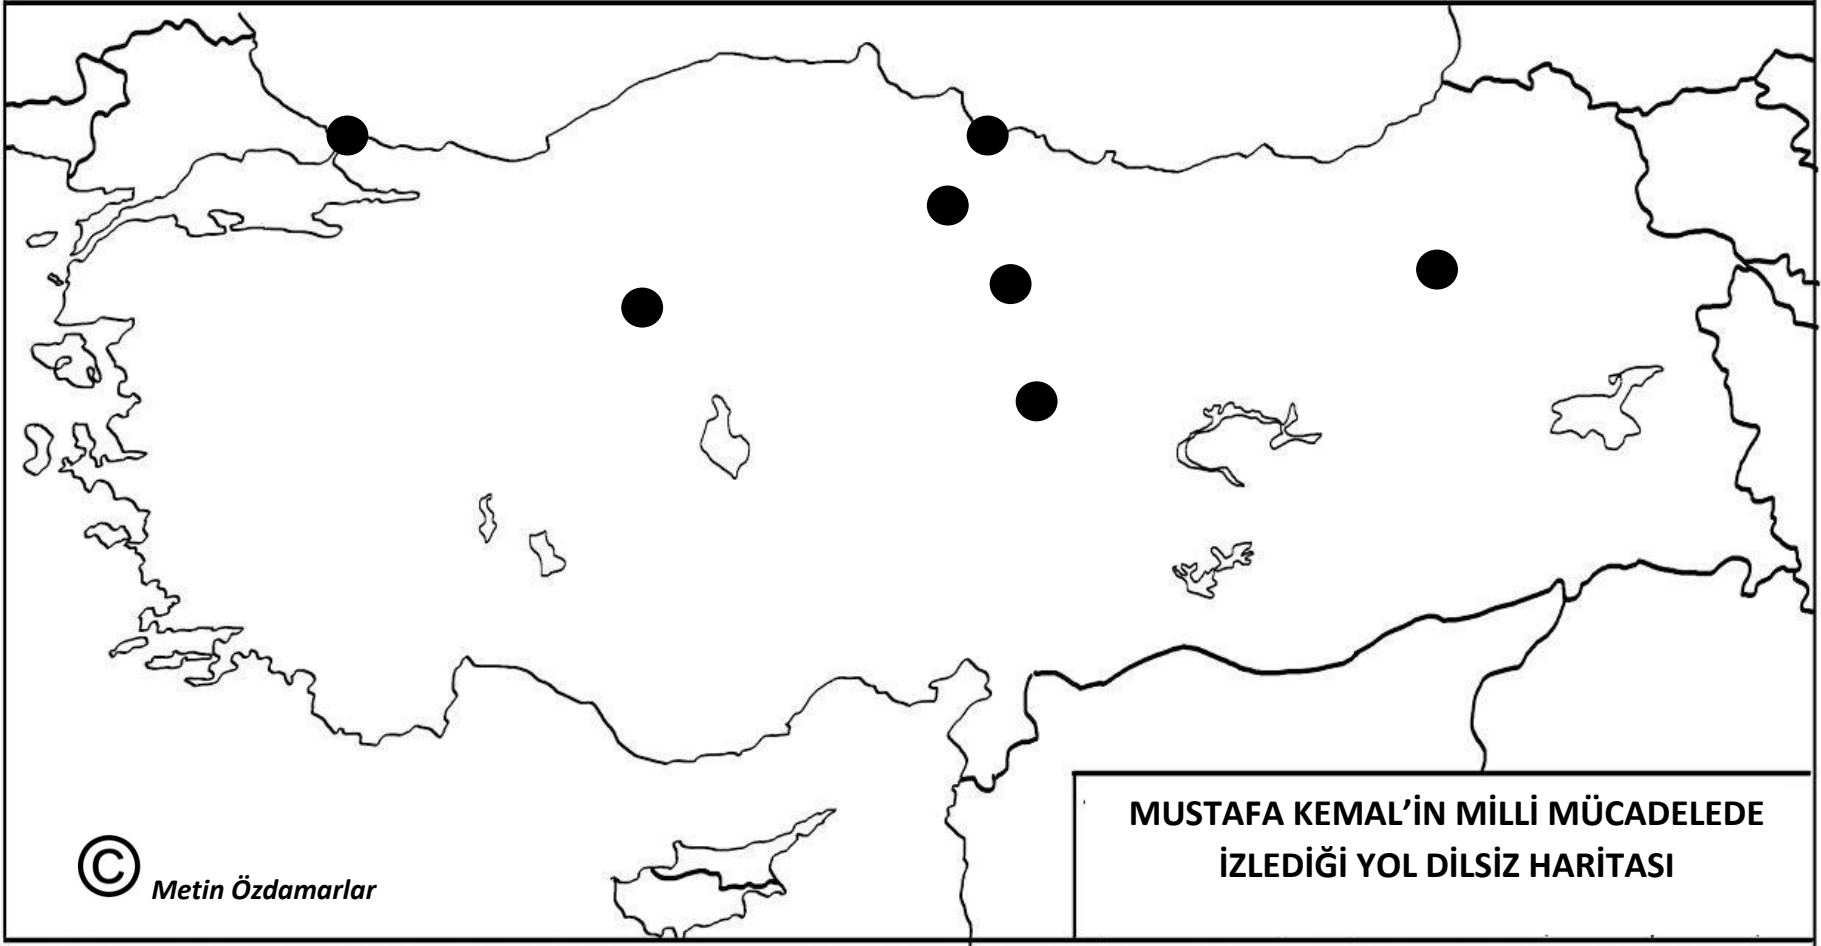 MUSTAFA KEMAL’İN MİLLİ MÜCADELEDE
İZLEDİĞİ YOL DİLSİZ HARİTASI
© Metin Özdamarlar